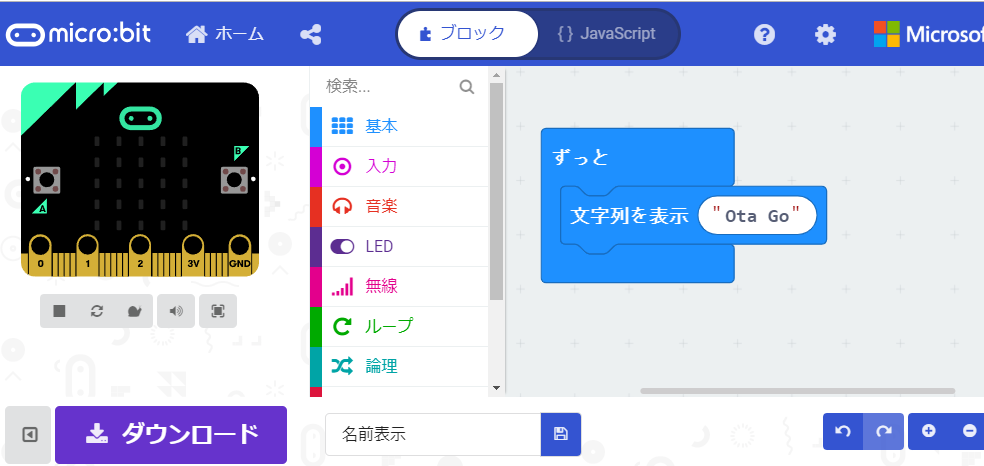 micro:bit
ホーム
ブロック
{ } JavaScript
Microsof
検索...
基本
入力
音楽
LED
無線
ループ
論理
B
A
0 1 2 3V GND
ずっと
文字列を表示 "Ota Go"
ダウンロード
名前表示